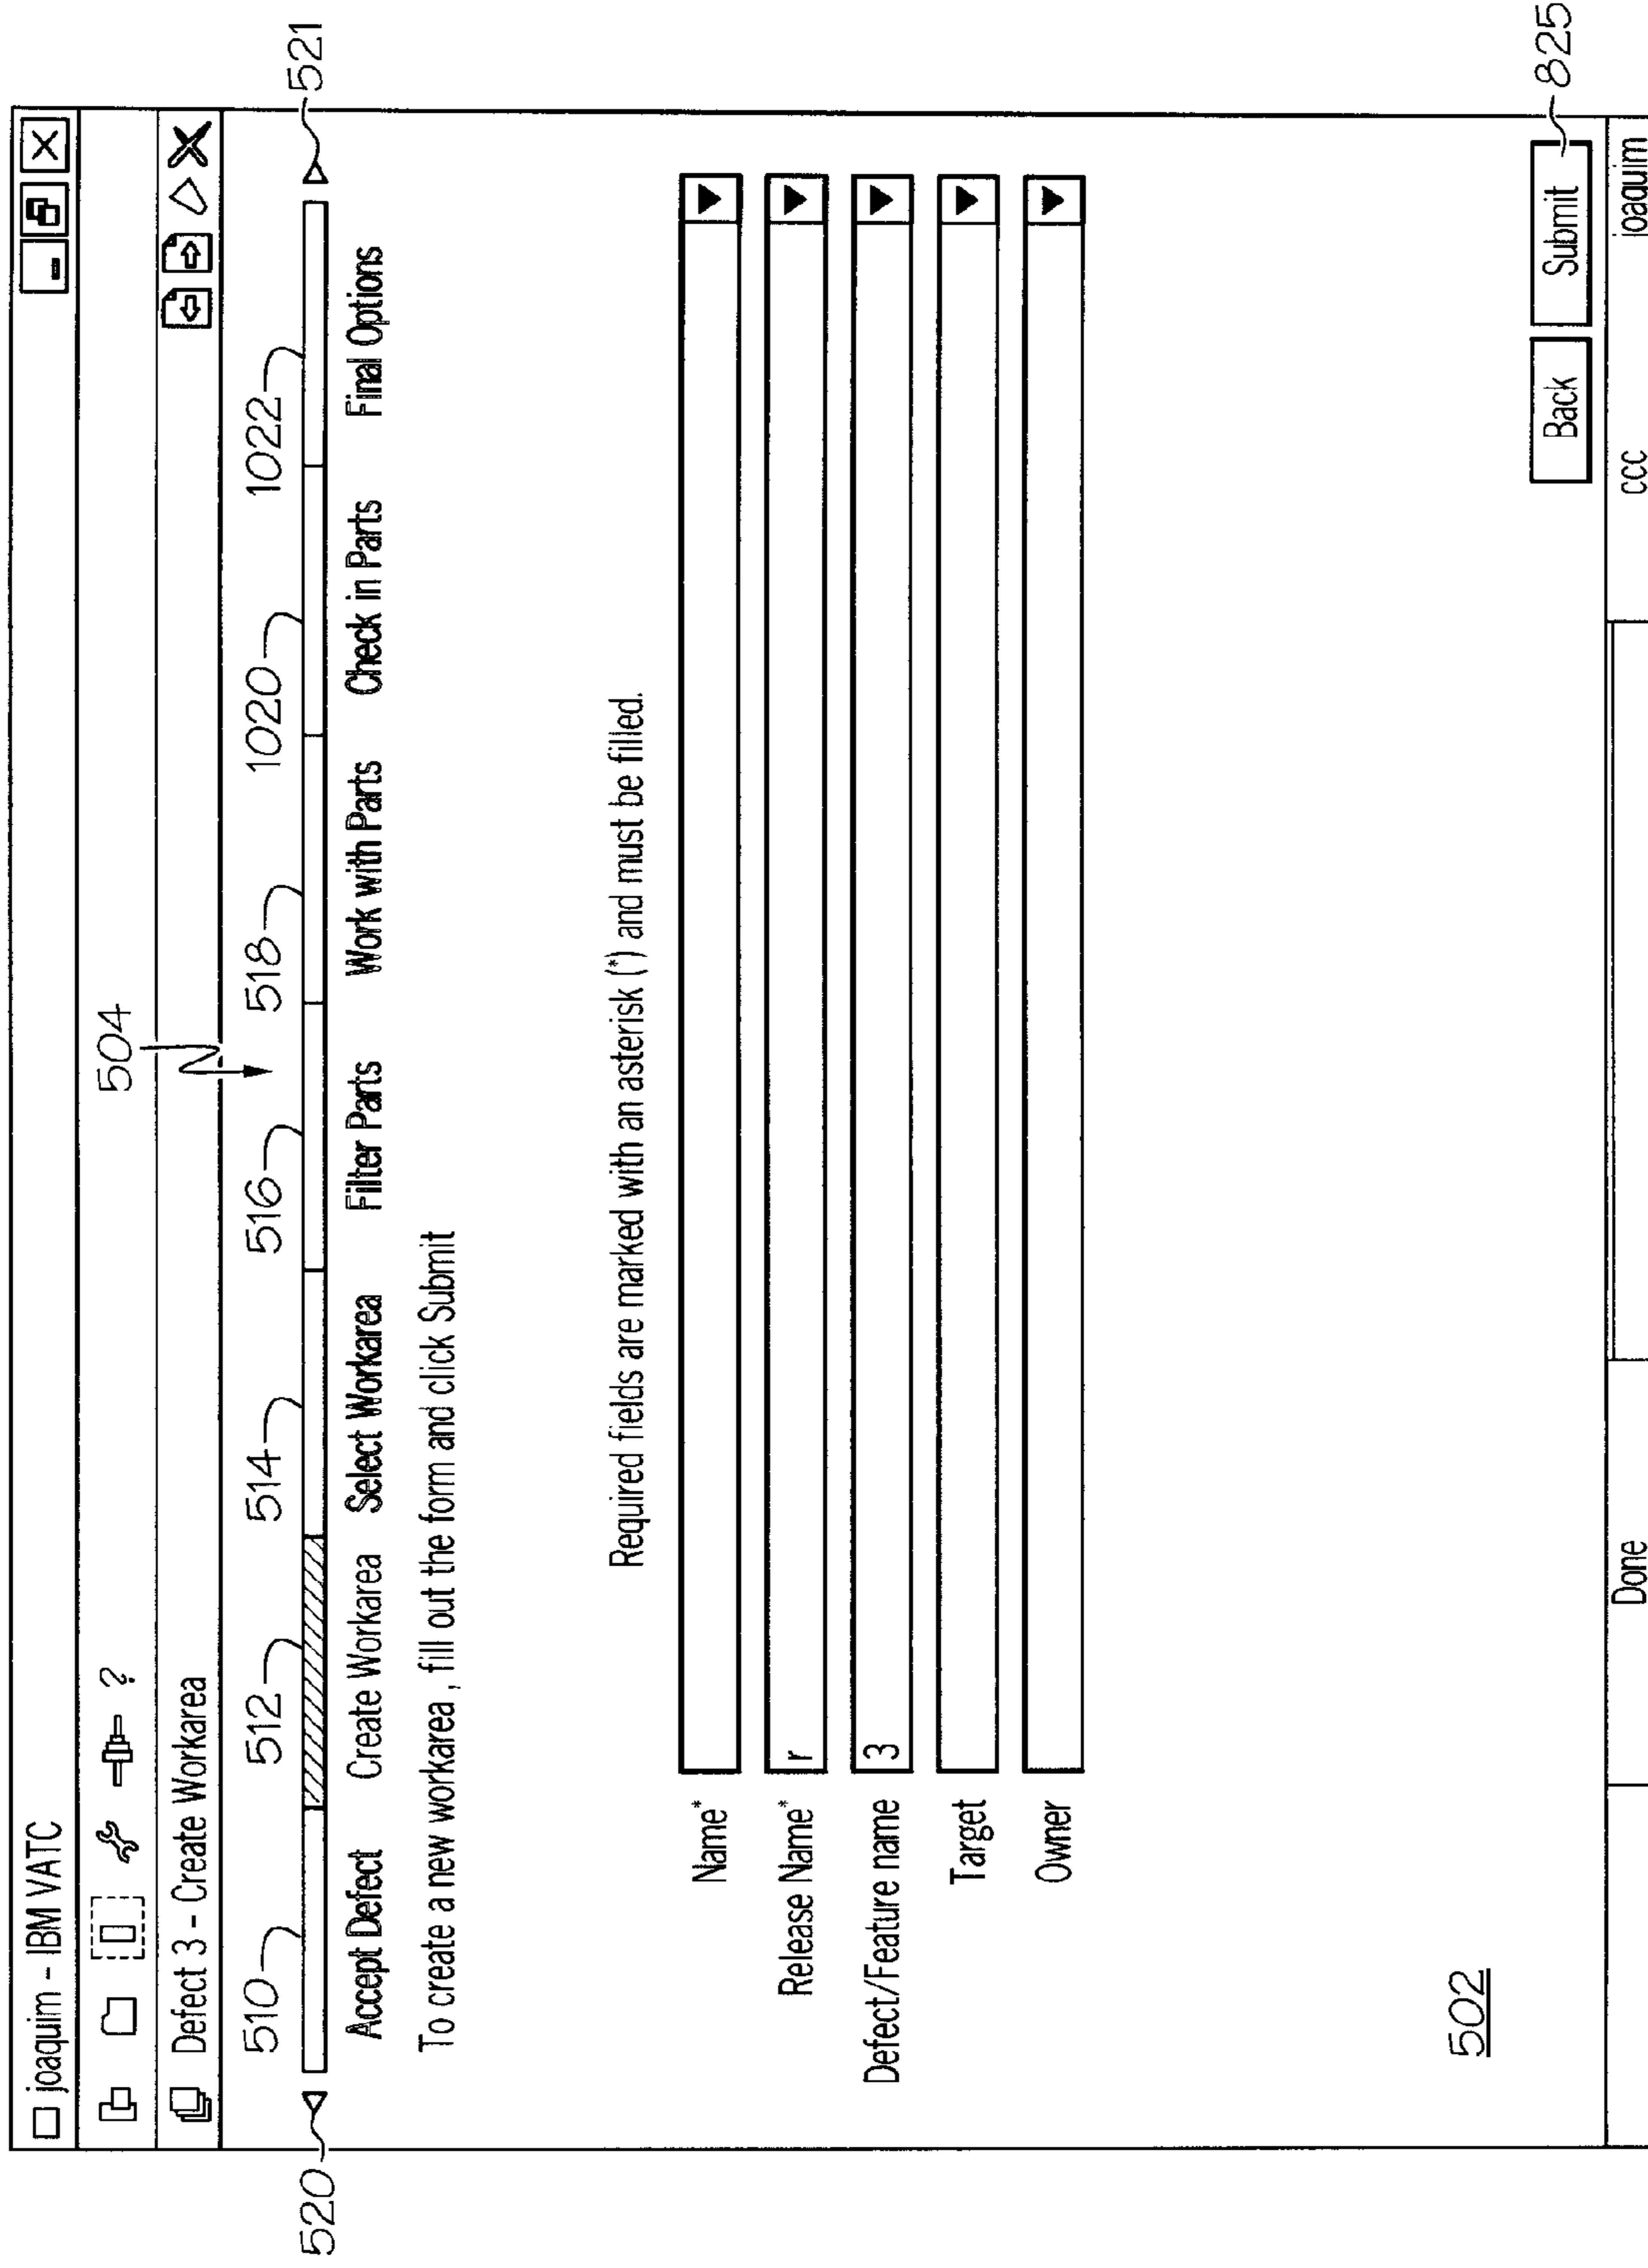 joaquim - IBM VATC
504
?
Defect 3 - Create Workarea
510 512 514 516 518 1020 1022
520 521
Accept Defect Create Workarea Select Workarea Filter Parts Work with Parts Check in Parts Final Options
To create a new workarea , fill out the form and click Submit
Required fields are marked with an asterisk (*) and must be filled.
Name*
Release Name* r
Defect/Feature name 3
Target
Owner
502
Back Submit 825
Done ccc joaquim